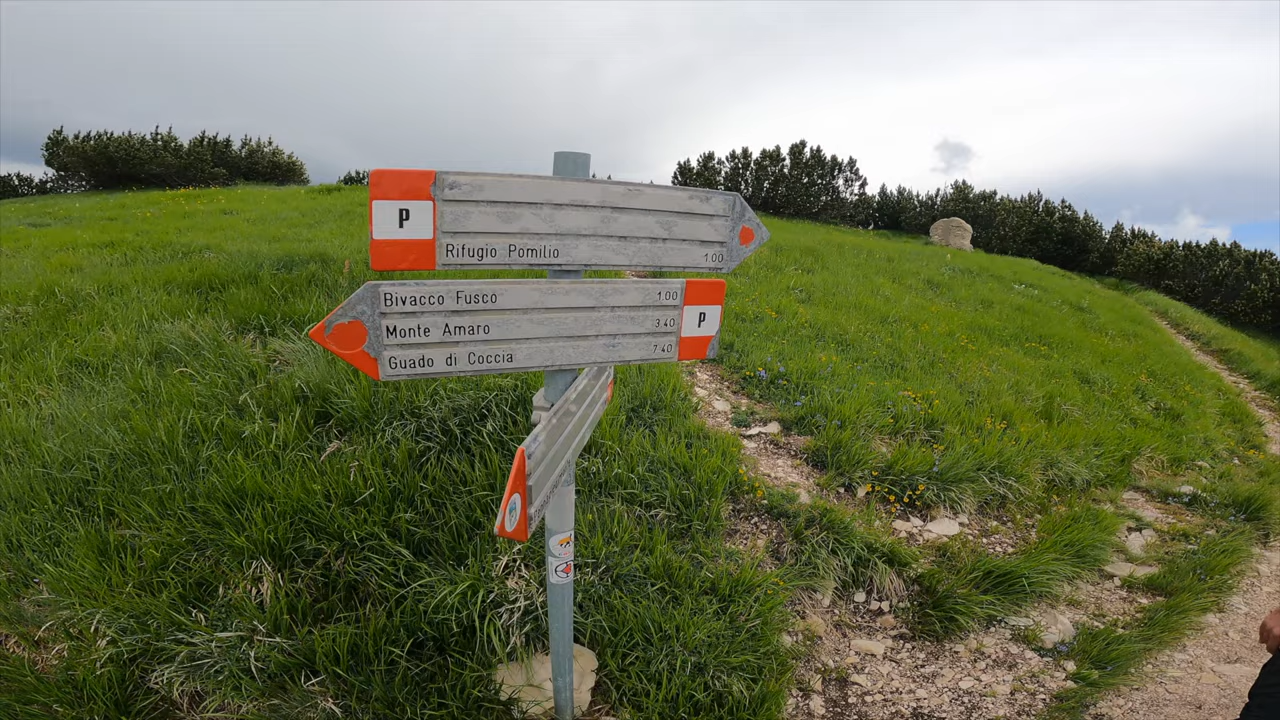 P
Rifugio Pomilio 1.00
Bivacco Fusco 1.00
Monte Amaro 3.40
P
Guado di Coccia 7.40